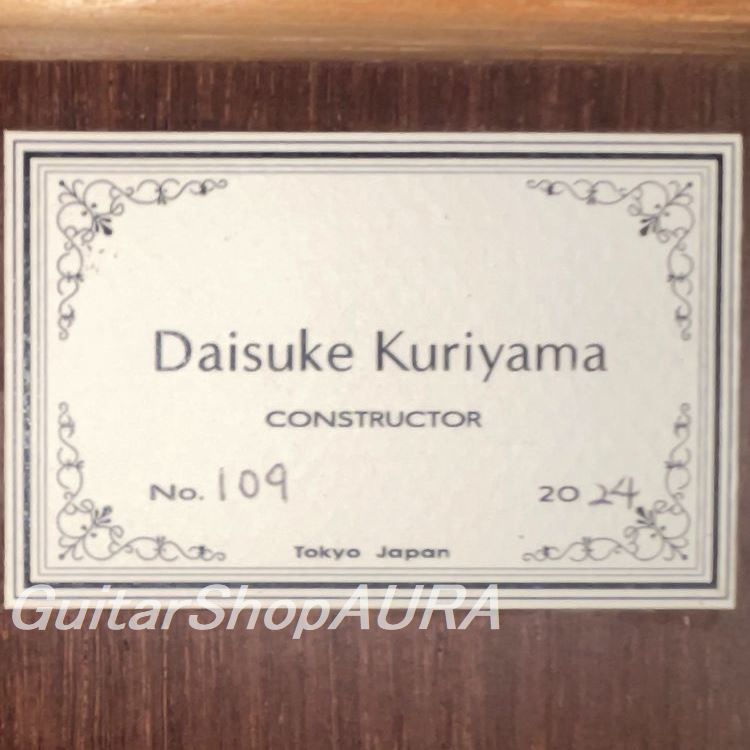 Daisuke Kuriyama
CONSTRUCTOR
No. 109 2024
Tokyo Japan
GuitarShopAURA